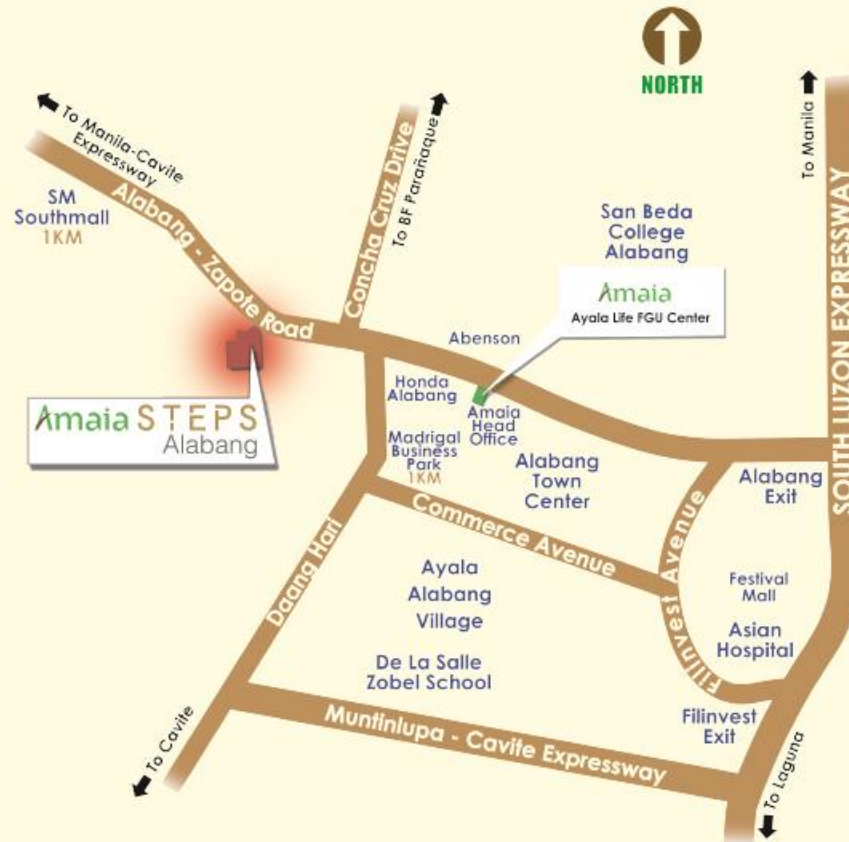 NORTH
To Manila-Cavite
Expressway
To BF Parañaque
To Manila
SM
Southmall
1KM
Alabang - Zapote Road
Concha Cruz Drive
San Beda
College
Alabang
SOUTH LUZON EXPRESSWAY
Amaia
Ayala Life FGU Center
Abenson
Honda
Alabang
Amaia
Head
Office
Amaia STEPS
Alabang
Madrigal
Business
Park
1KM
Alabang
Town
Center
Alabang
Exit
Commerce Avenue
Filinvest Avenue
Daang Hari
Ayala
Alabang
Village
Festival
Mall
Asian
Hospital
De La Salle
Zobel School
Filinvest
Exit
Muntinlupa - Cavite Expressway
To Cavite
To Laguna